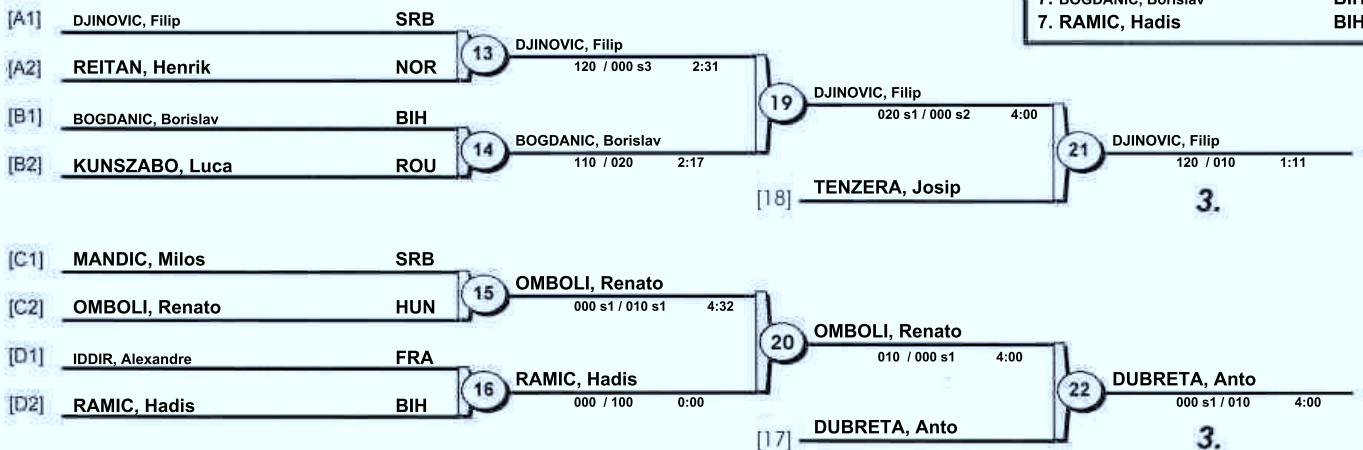 7. BOGDANIC, Borislav BIH
7. RAMIC, Hadis BIH
[A1] DJINOVIC, Filip SRB
13 DJINOVIC, Filip
[A2] REITAN, Henrik NOR
120 / 000 s3 2:31
19 DJINOVIC, Filip
020 s1 / 000 s2 4:00
[B1] BOGDANIC, Borislav BIH
14 BOGDANIC, Borislav
110 / 020 2:17
[B2] KUNSZABO, Luca ROU
21 DJINOVIC, Filip
120 / 010 1:11
[18] TENZERA, Josip
3.
[C1] MANDIC, Milos SRB
15 OMBOLI, Renato
000 s1 / 010 s1 4:32
[C2] OMBOLI, Renato HUN
20 OMBOLI, Renato
010 / 000 s1 4:00
[D1] IDDIR, Alexandre FRA
16 RAMIC, Hadis
000 / 100 0:00
[D2] RAMIC, Hadis BIH
22 DUBRETA, Anto
000 s1 / 010 4:00
[17] DUBRETA, Anto
3.